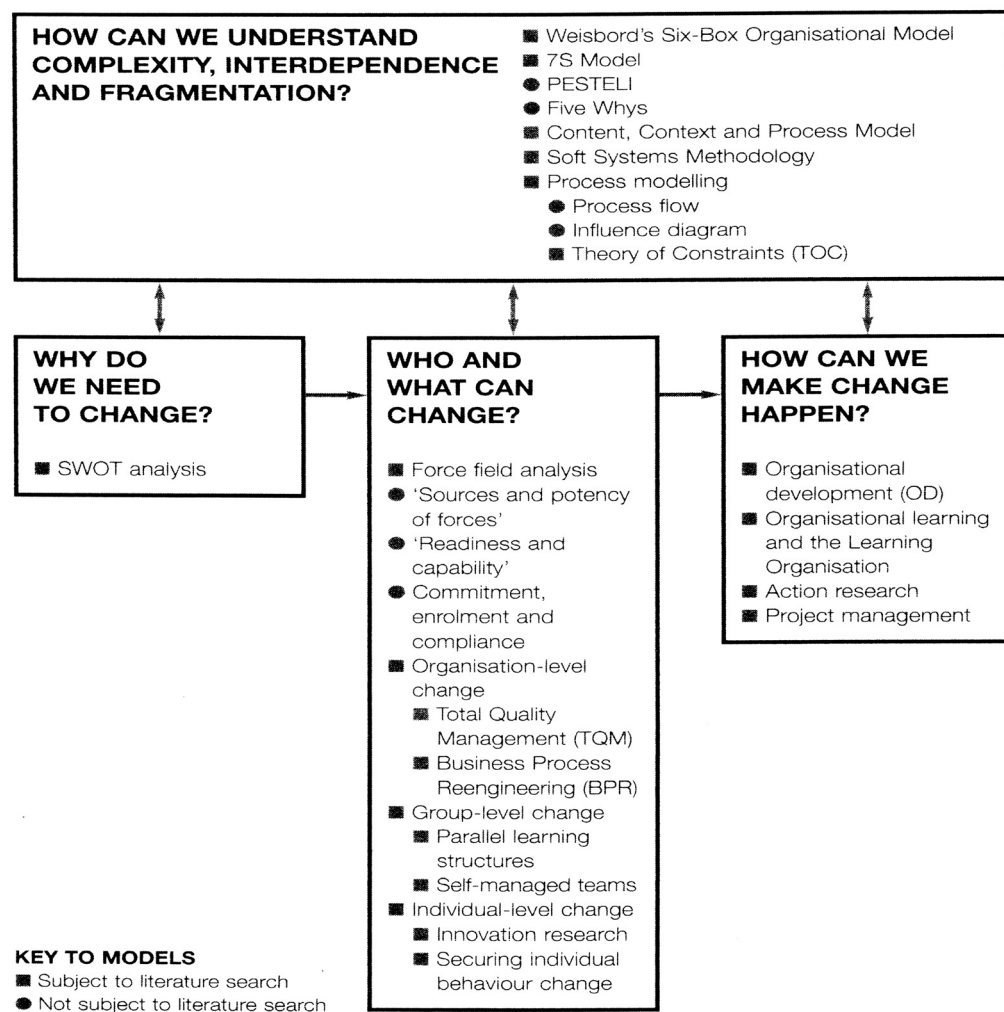 HOW CAN WE UNDERSTAND
COMPLEXITY, INTERDEPENDENCE
AND FRAGMENTATION?
■ Weisbord's Six-Box Organisational Model
■ 7S Model
● PESTELI
● Five Whys
■ Content, Context and Process Model
■ Soft Systems Methodology
■ Process modelling
● Process flow
● Influence diagram
■ Theory of Constraints (TOC)
WHY DO
WE NEED
TO CHANGE?
■ SWOT analysis
WHO AND
WHAT CAN
CHANGE?
■ Force field analysis
● 'Sources and potency
of forces'
● 'Readiness and
capability'
● Commitment,
enrolment and
compliance
■ Organisation-level
change
■ Total Quality
Management (TQM)
■ Business Process
Reengineering (BPR)
■ Group-level change
■ Parallel learning
structures
■ Self-managed teams
■ Individual-level change
■ Innovation research
■ Securing individual
behaviour change
HOW CAN WE
MAKE CHANGE
HAPPEN?
■ Organisational
development (OD)
■ Organisational learning
and the Learning
Organisation
■ Action research
■ Project management
KEY TO MODELS
■ Subject to literature search
● Not subject to literature search